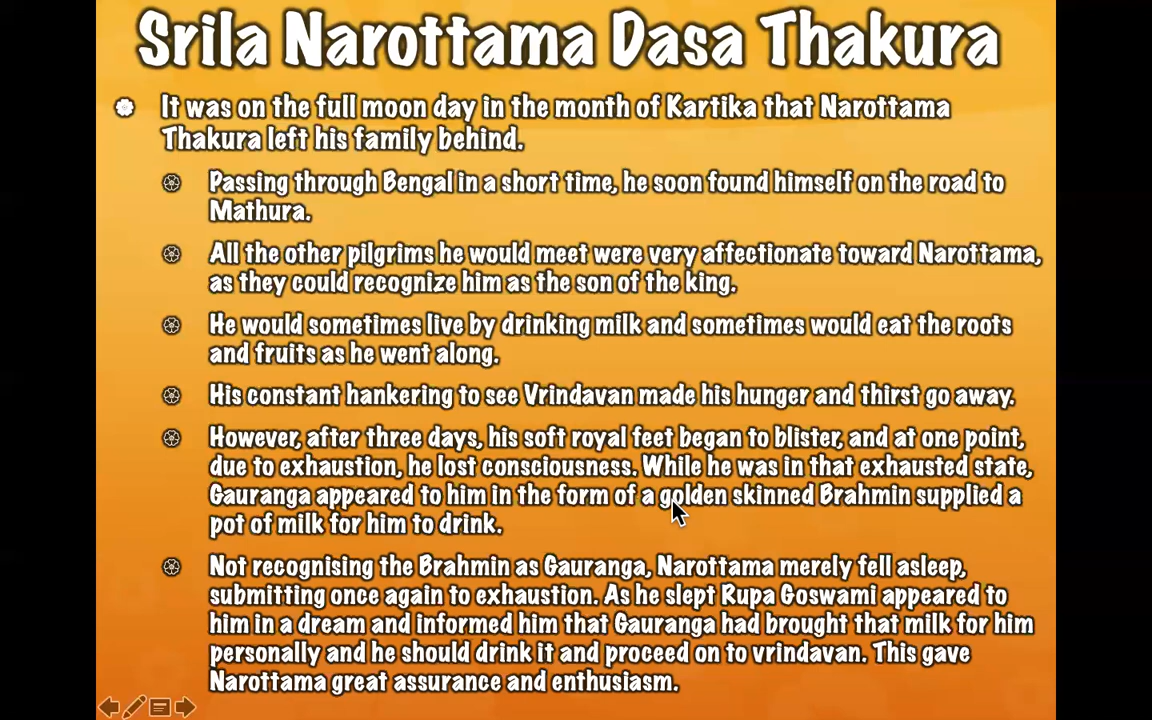 Srila Narottama Dasa Thakura
It was on the full moon day in the month of Kartika that Narottama
Thakura left his family behind.
Passing through Bengal in a short time, he soon found himself on the road to
Mathura.
All the other pilgrims he would meet were very affectionate toward Narottama,
as they could recognize him as the son of the king.
He would sometimes live by drinking milk and sometimes would eat the roots
and fruits as he went along.
His constant hankering to see Vrindavan made his hunger and thirst go away.
However, after three days, his soft royal feet began to blister, and at one point,
due to exhaustion, he lost consciousness. While he was in that exhausted state,
Gauranga appeared to him in the form of a golden skinned Brahmin supplied a
pot of milk for him to drink.
Not recognising the Brahmin as Gauranga, Narottama merely fell asleep,
submitting once again to exhaustion. As he slept Rupa Goswami appeared to
him in a dream and informed him that Gauranga had brought that milk for him
personally and he should drink it and proceed on to vrindavan. This gave
Narottama great assurance and enthusiasm.